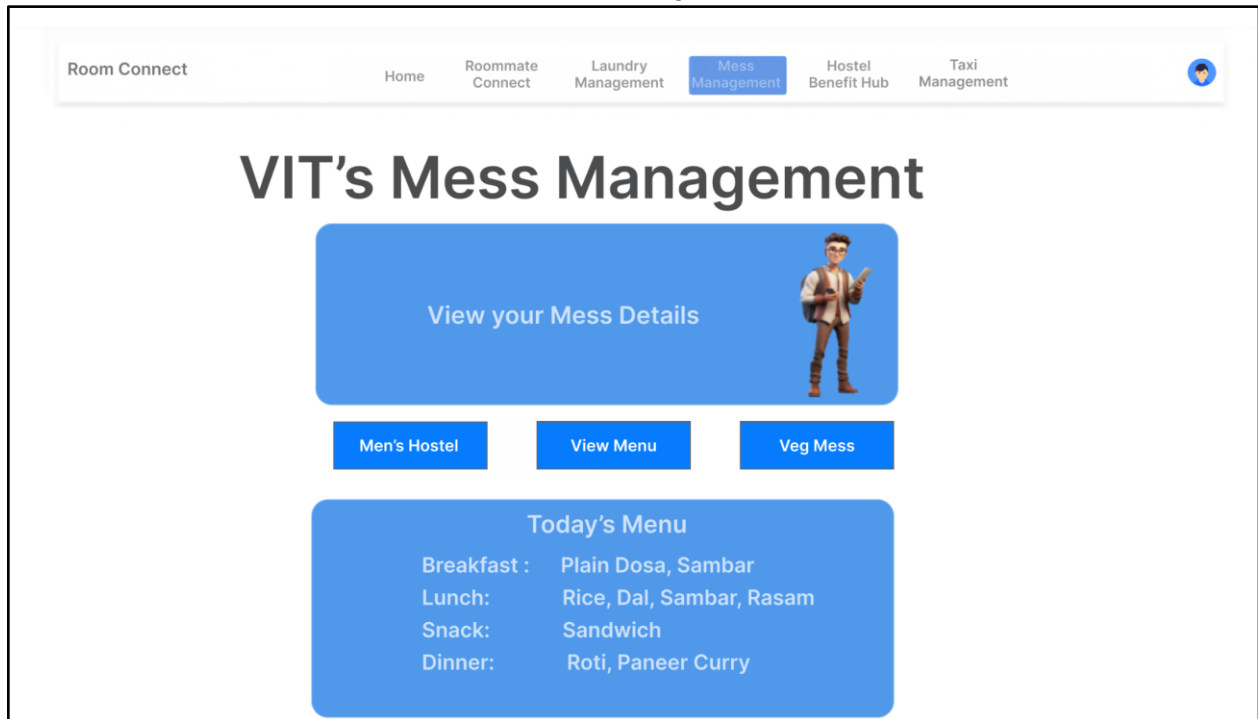 Room Connect
Home
Roommate
Connect
Laundry
Management
Mess
Management
Hostel
Benefit Hub
Taxi
Management
VIT’s Mess Management
View your Mess Details
Men’s Hostel
View Menu
Veg Mess
Today’s Menu
Breakfast : Plain Dosa, Sambar
Lunch: Rice, Dal, Sambar, Rasam
Snack: Sandwich
Dinner: Roti, Paneer Curry